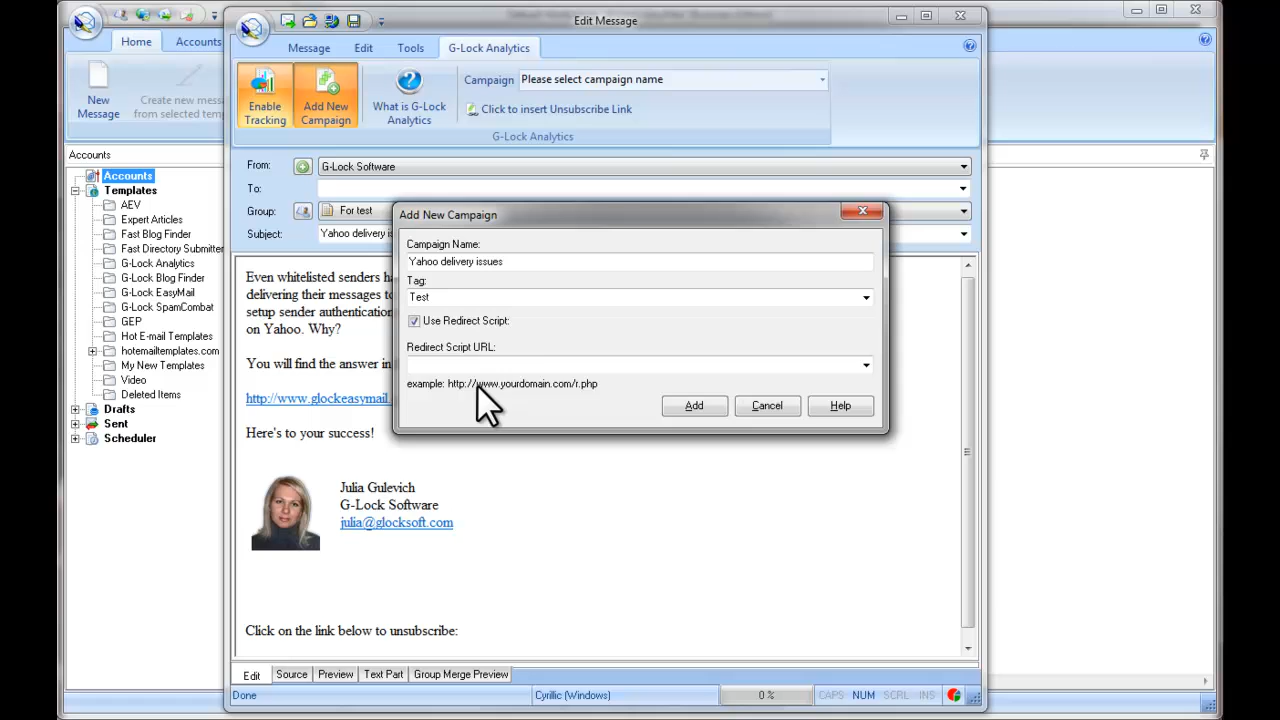 Edit Message
Home
Accounts
New
Message
Create new mess
from selected temp
Message
Edit
Tools
G-Lock Analytics
Enable
Tracking
Add New
Campaign
What is G-Lock
Analytics
Campaign
Please select campaign name
Click to insert Unsubscribe Link
G-Lock Analytics
Accounts
Accounts
Templates
AEV
Expert Articles
Fast Blog Finder
Fast Directory Submitter
G-Lock Analytics
G-Lock Blog Finder
G-Lock EasyMail
G-Lock SpamCombat
GEP
Hot E-mail Templates
hotemailtemplates.com
My New Templates
Video
Deleted Items
Drafts
Sent
Scheduler
From:
G-Lock Software
To:
Group:
For test
Subject:
Yahoo delivery is
Add New Campaign
Campaign Name:
Yahoo delivery issues
Tag:
Test
Use Redirect Script:
Redirect Script URL:
example: http://www.yourdomain.com/r.php
Add
Cancel
Help
Even whitelisted senders ha
delivering their messages to
setup sender authentication
on Yahoo. Why?
You will find the answer in
http://www.glockeasymail.
Here's to your success!
Julia Gulevich
G-Lock Software
julia@glocksoft.com
Click on the link below to unsubscribe:
Edit
Source
Preview
Text Part
Group Merge Preview
Done
Cyrillic (Windows)
0 %
CAPS
NUM
SCRL
INS